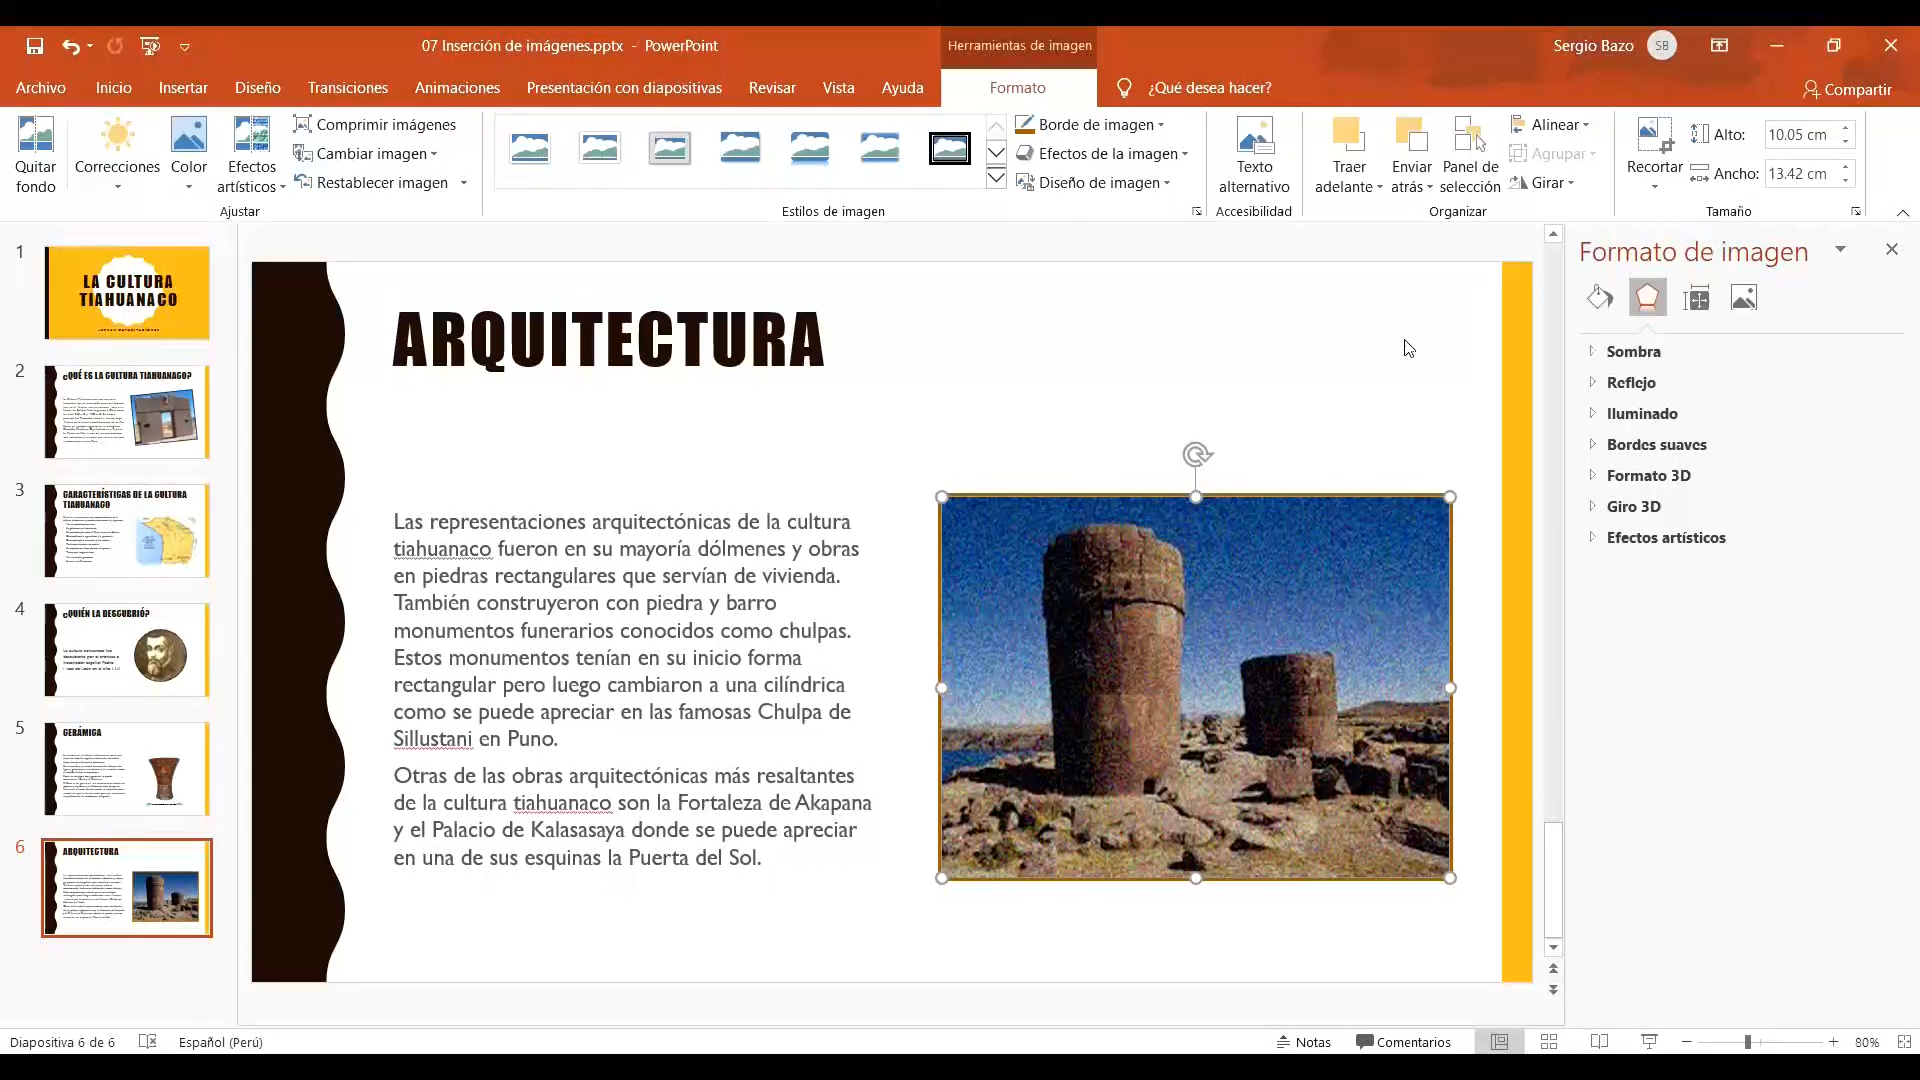 07 Inserción de imágenes.pptx - PowerPoint
Herramientas de imagen
Sergio Bazo
SB
Archivo
Inicio
Insertar
Diseño
Transiciones
Animaciones
Presentación con diapositivas
Revisar
Vista
Ayuda
Formato
¿Qué desea hacer?
Compartir
Quitar
fondo
Correcciones
Color
Efectos
artísticos
Comprimir imágenes
Cambiar imagen
Restablecer imagen
Ajustar
Estilos de imagen
Borde de imagen
Efectos de la imagen
Diseño de imagen
Texto
alternativo
Accesibilidad
Traer
adelante
Enviar
atrás
Panel de
selección
Alinear
Agrupar
Girar
Organizar
Recortar
Alto: 10.05 cm
Ancho: 13.42 cm
Tamaño
1
LA CULTURA
TIAHUANACO
2
¿QUÉ ES LA CULTURA TIAHUANACO?
3
CARACTERÍSTICAS DE LA CULTURA
TIAHUANACO
4
¿QUIÉN LA DESCUBRIÓ?
5
CERÁMICA
6
ARQUITECTURA
ARQUITECTURA
Las representaciones arquitectónicas de la cultura
tiahuanaco fueron en su mayoría dólmenes y obras
en piedras rectangulares que servían de vivienda.
También construyeron con piedra y barro
monumentos funerarios conocidos como chulpas.
Estos monumentos tenían en su inicio forma
rectangular pero luego cambiaron a una cilíndrica
como se puede apreciar en las famosas Chulpa de
Sillustani en Puno.
Otras de las obras arquitectónicas más resaltantes
de la cultura tiahuanaco son la Fortaleza de Akapana
y el Palacio de Kalasasaya donde se puede apreciar
en una de sus esquinas la Puerta del Sol.
Formato de imagen
Sombra
Reflejo
Iluminado
Bordes suaves
Formato 3D
Giro 3D
Efectos artísticos
Diapositiva 6 de 6
Español (Perú)
Notas
Comentarios
80%